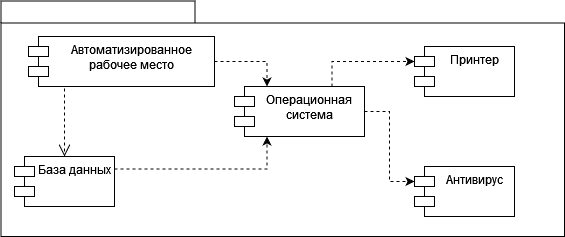 Автоматизированное
рабочее место
Принтер
Операционная
система
База данных
Антивирус